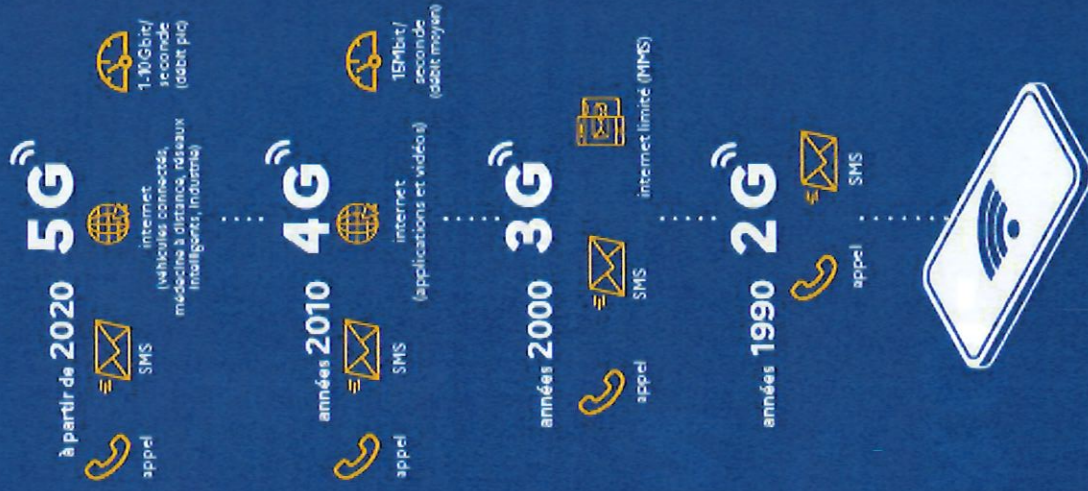 à partir de 2020 5G
appel
SMS
internet
(véhicules connectés,
médecine à distance, réseaux
intelligents, industrie)
1-10Gbit/
seconde
(débit pic)
années 2010 4G
appel
SMS
internet
(applications et vidéos)
15Mbit/
seconde
(débit moyen)
années 2000 3G
appel
SMS
internet limité (MMS)
années 1990 2G
appel
SMS